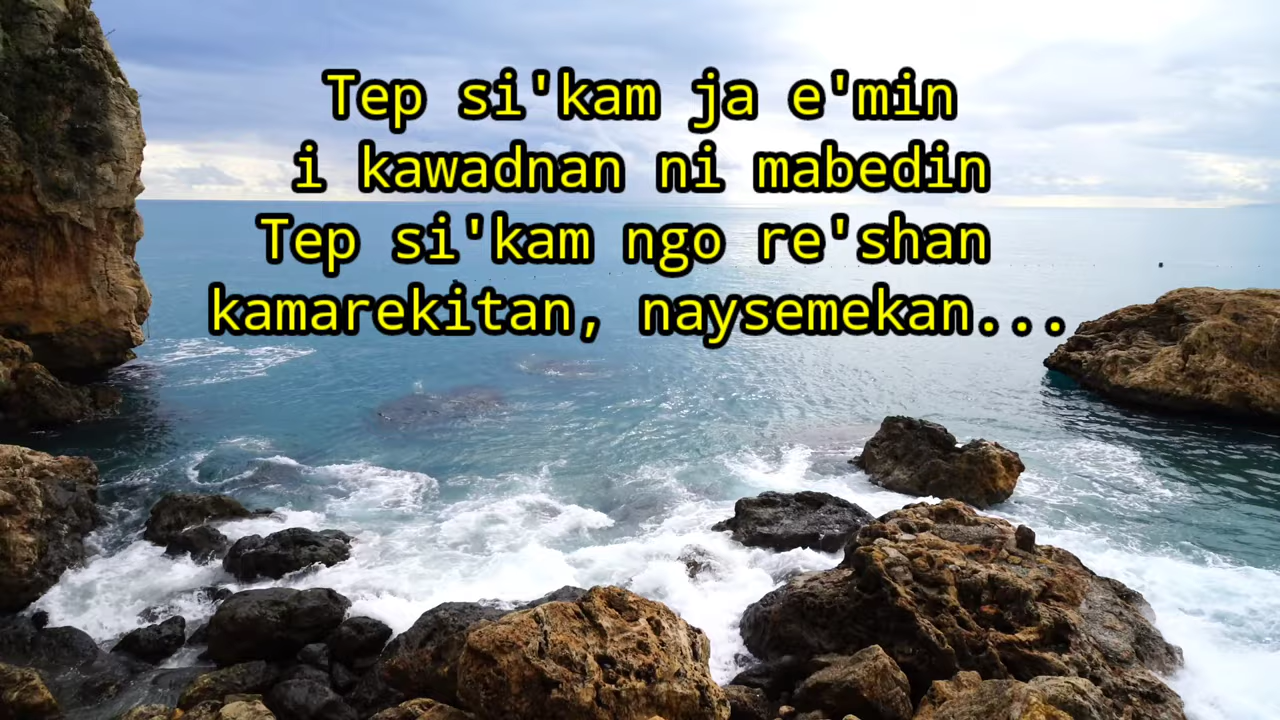 Tep si'kam ja e'min
i kawadnan ni mabedin
Tep si'kam ngo re'shan
kamarekitan, naysemekan...